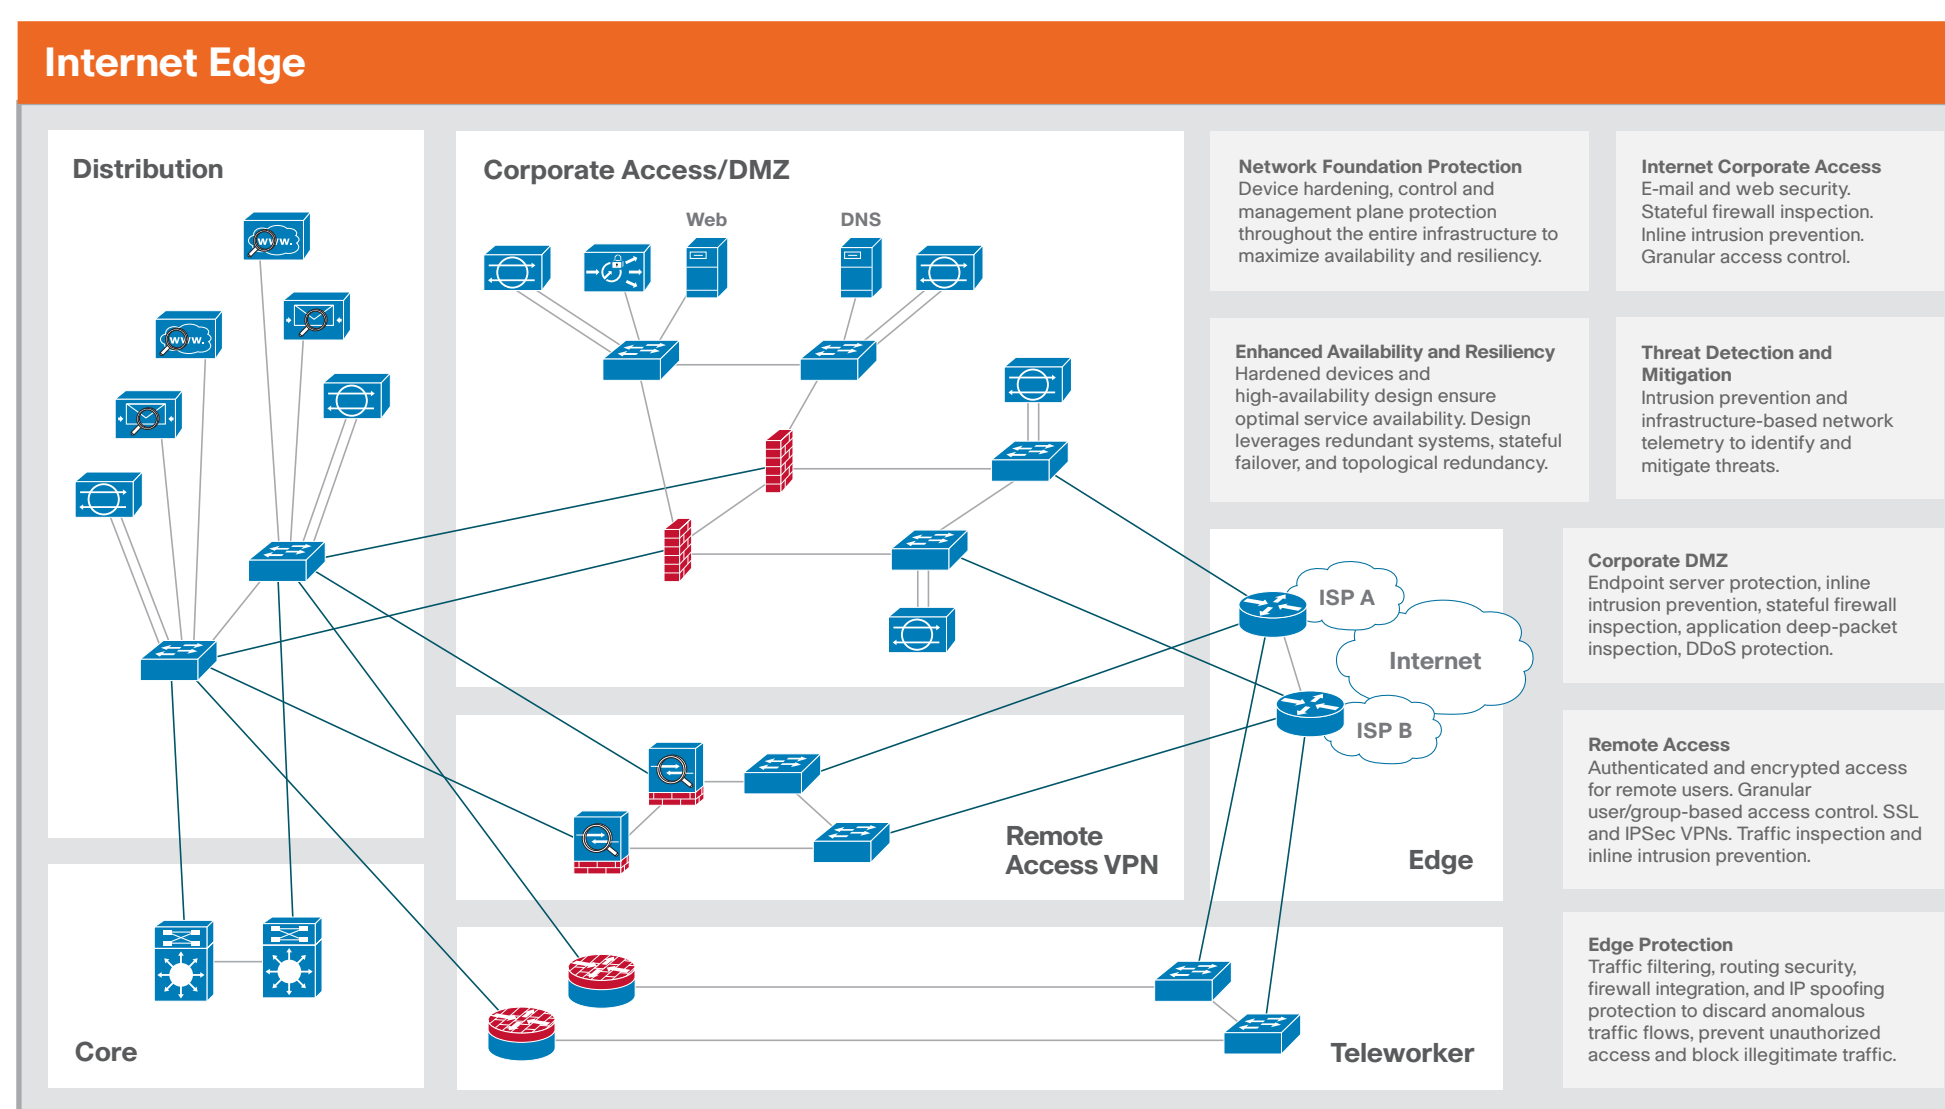 Internet Edge
Distribution
www.
www.
Core
Corporate Access/DMZ
Web
DNS
Remote
Access VPN
Teleworker
Edge
ISP A
Internet
ISP B
Network Foundation Protection
Device hardening, control and
management plane protection
throughout the entire infrastructure to
maximize availability and resiliency.
Internet Corporate Access
E-mail and web security.
Stateful firewall inspection.
Inline intrusion prevention.
Granular access control.
Enhanced Availability and Resiliency
Hardened devices and
high-availability design ensure
optimal service availability. Design
leverages redundant systems, stateful
failover, and topological redundancy.
Threat Detection and
Mitigation
Intrusion prevention and
infrastructure-based network
telemetry to identify and
mitigate threats.
Corporate DMZ
Endpoint server protection, inline
intrusion prevention, stateful firewall
inspection, application deep-packet
inspection, DDoS protection.
Remote Access
Authenticated and encrypted access
for remote users. Granular
user/group-based access control. SSL
and IPSec VPNs. Traffic inspection and
inline intrusion prevention.
Edge Protection
Traffic filtering, routing security,
firewall integration, and IP spoofing
protection to discard anomalous
traffic flows, prevent unauthorized
access and block illegitimate traffic.